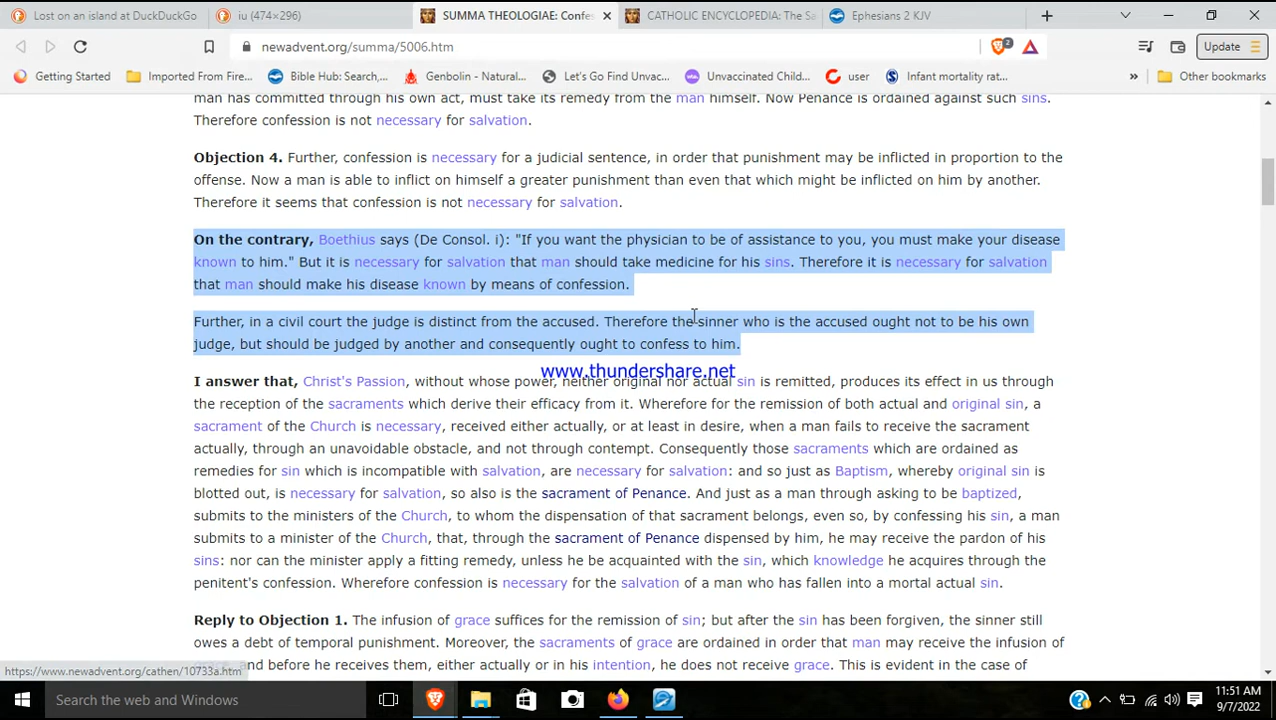 Lost on an island at DuckDuckGo
iu (474×296)
SUMMA THEOLOGIAE: Confes
CATHOLIC ENCYCLOPEDIA: The Sa
Ephesians 2 KJV
newadvent.org/summa/5006.htm
2
Update
Getting Started
Imported From Fire...
Bible Hub: Search,...
Genbolin - Natural...
Let's Go Find Unvac...
Unvaccinated Child...
user
Infant mortality rat...
»
Other bookmarks
man has committed through his own act, must take its remedy from the man himself. Now Penance is ordained against such sins.
Therefore confession is not necessary for salvation.
Objection 4. Further, confession is necessary for a judicial sentence, in order that punishment may be inflicted in proportion to the
offense. Now a man is able to inflict on himself a greater punishment than even that which might be inflicted on him by another.
Therefore it seems that confession is not necessary for salvation.
On the contrary, Boethius says (De Consol. i): "If you want the physician to be of assistance to you, you must make your disease
known to him." But it is necessary for salvation that man should take medicine for his sins. Therefore it is necessary for salvation
that man should make his disease known by means of confession.
Further, in a civil court the judge is distinct from the accused. Therefore the sinner who is the accused ought not to be his own
judge, but should be judged by another and consequently ought to confess to him.
www.thundershare.net
I answer that, Christ's Passion, without whose power, neither original nor actual sin is remitted, produces its effect in us through
the reception of the sacraments which derive their efficacy from it. Wherefore for the remission of both actual and original sin, a
sacrament of the Church is necessary, received either actually, or at least in desire, when a man fails to receive the sacrament
actually, through an unavoidable obstacle, and not through contempt. Consequently those sacraments which are ordained as
remedies for sin which is incompatible with salvation, are necessary for salvation: and so just as Baptism, whereby original sin is
blotted out, is necessary for salvation, so also is the sacrament of Penance. And just as a man through asking to be baptized,
submits to the ministers of the Church, to whom the dispensation of that sacrament belongs, even so, by confessing his sin, a man
submits to a minister of the Church, that, through the sacrament of Penance dispensed by him, he may receive the pardon of his
sins: nor can the minister apply a fitting remedy, unless he be acquainted with the sin, which knowledge he acquires through the
penitent's confession. Wherefore confession is necessary for the salvation of a man who has fallen into a mortal actual sin.
Reply to Objection 1. The infusion of grace suffices for the remission of sin; but after the sin has been forgiven, the sinner still
owes a debt of temporal punishment. Moreover, the sacraments of grace are ordained in order that man may receive the infusion of
and before he receives them, either actually or in his intention, he does not receive grace. This is evident in the case of
https://www.newadvent.org/cathen/10733a.htm
Search the web and Windows
11:51 AM
9/7/2022